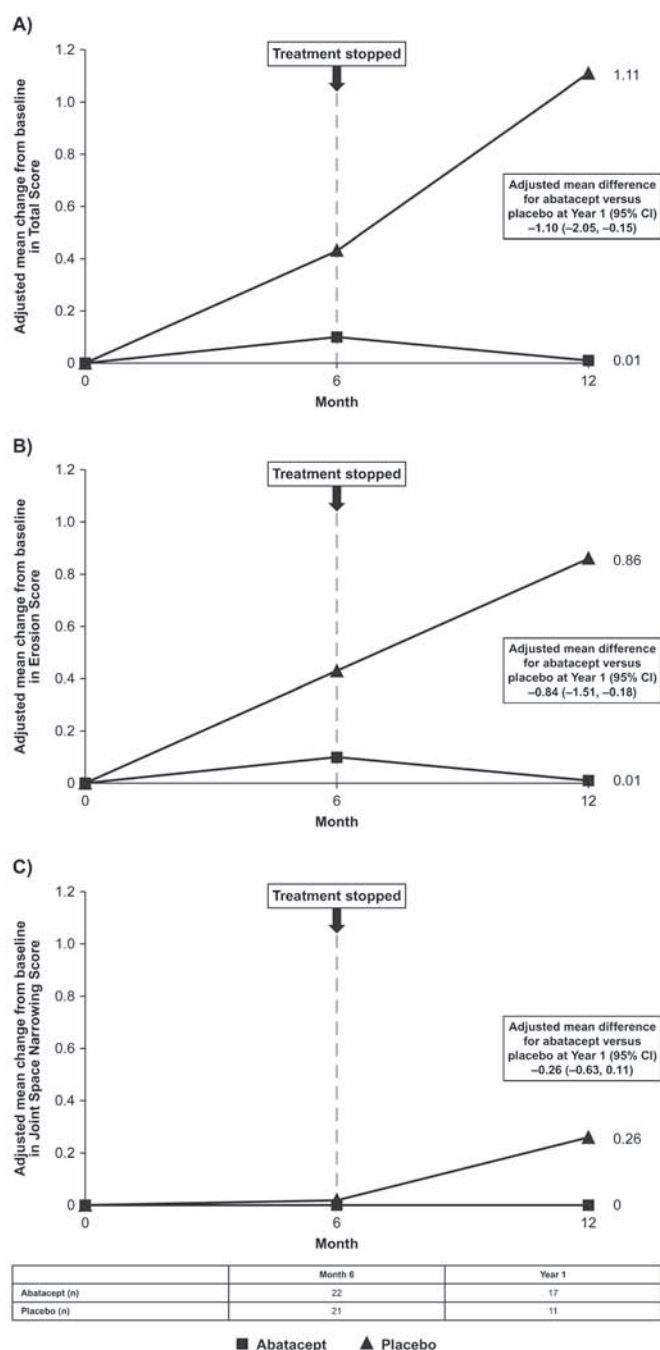 A)
Adjusted mean change from baseline
in Total Score
1.2
1.0
0.8
0.6
0.4
0.2
0
Treatment stopped
1.11
Adjusted mean difference
for abatacept versus
placebo at Year 1 (95% CI)
–1.10 (–2.05, –0.15)
0.01
0
6
12
Month
B)
Adjusted mean change from baseline
in Erosion Score
1.2
1.0
0.8
0.6
0.4
0.2
0
Treatment stopped
0.86
Adjusted mean difference
for abatacept versus
placebo at Year 1 (95% CI)
–0.84 (–1.51, –0.18)
0.01
0
6
12
Month
C)
Adjusted mean change from baseline
in Joint Space Narrowing Score
1.2
1.0
0.8
0.6
0.4
0.2
0
Treatment stopped
Adjusted mean difference
for abatacept versus
placebo at Year 1 (95% CI)
–0.26 (–0.63, 0.11)
0.26
0
0
6
12
Month
Month 6 Year 1
Abatacept (n) 22 17
Placebo (n) 21 11
Abatacept Placebo